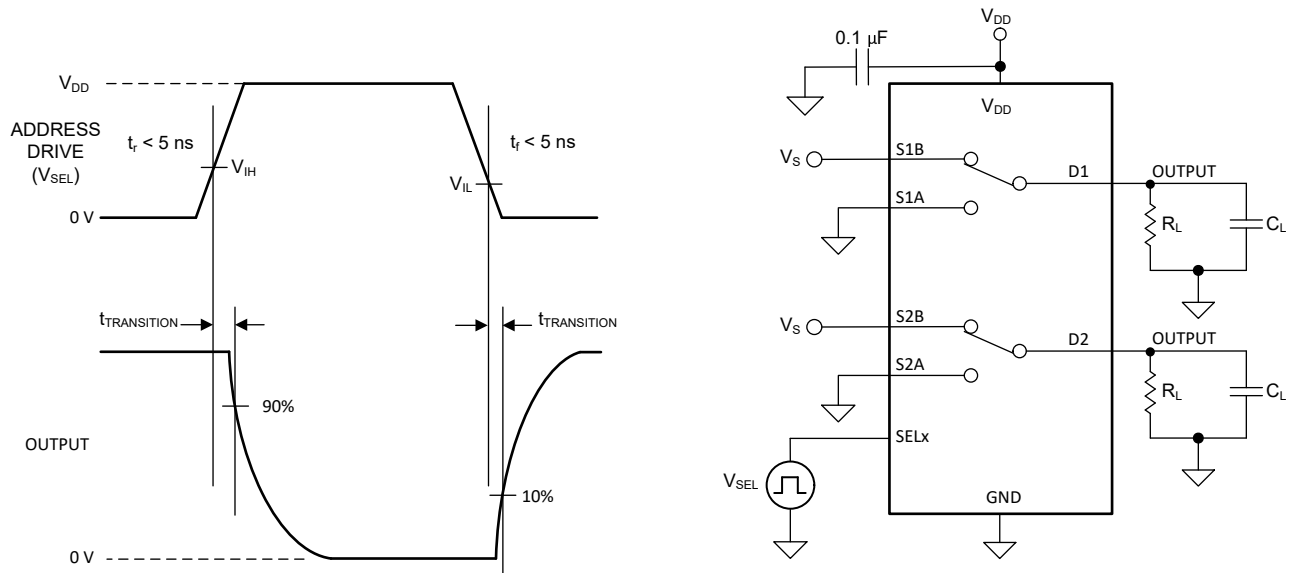 V_DD
ADDRESS
DRIVE
(V_SEL)
t_r < 5 ns
V_IH
t_f < 5 ns
V_IL
0 V
t_TRANSITION
t_TRANSITION
90%
OUTPUT
10%
0 V
V_DD
0.1 µF
V_DD
V_S
S1B
D1
OUTPUT
S1A
R_L
C_L
V_S
S2B
D2
OUTPUT
S2A
R_L
C_L
SELx
V_SEL
GND